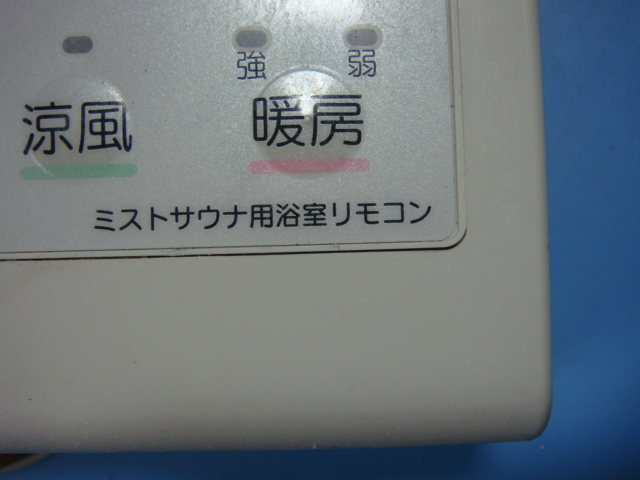 強 弱
涼風 暖房
ミストサウナ用浴室リモコン